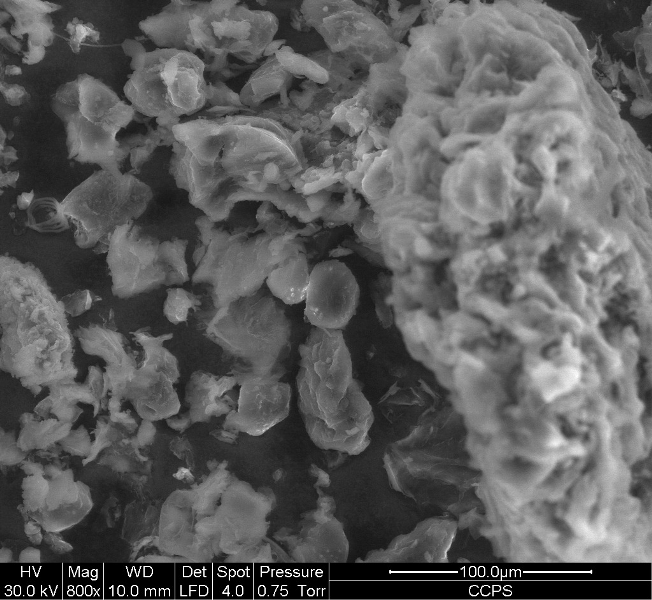 HV Mag WD Det Spot Pressure 100.0µm
30.0 kV 800x 10.0 mm LFD 4.0 0.75 Torr CCPS